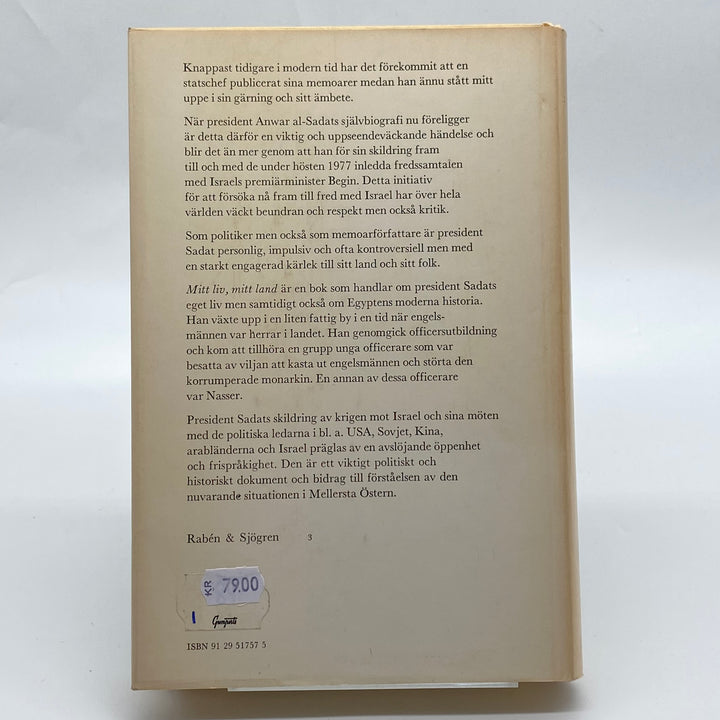 Knappast tidigare i modern tid har det förekommit att en
statschef publicerat sina memoarer medan han ännu stått mitt
uppe i sin gärning och sitt ämbete.
När president Anwar al-Sadats självbiografi nu föreligger
är detta därför en viktig och uppseendeväckande händelse och
blir det än mer genom att han för sin skildring fram
till och med de under hösten 1977 inledda fredssamtalen
med Israels premiärminister Begin. Detta initiativ
för att försöka nå fram till fred med Israel har över hela
världen väckt beundran och respekt men också kritik.
Som politiker men också som memoarförfattare är president
Sadat personlig, impulsiv och ofta kontroversiell men med
en starkt engagerad kärlek till sitt land och sitt folk.
Mitt liv, mitt land är en bok som handlar om president Sadats
eget liv men samtidigt också om Egyptens moderna historia.
Han växte upp i en liten fattig by i en tid när engels-
männen var herrar i landet. Han genomgick officersutbildning
och kom att tillhöra en grupp unga officerare som var
besatta av viljan att kasta ut engelsmännen och störta den
korrumperade monarkin. En annan av dessa officerare
var Nasser.
President Sadats skildring av krigen mot Israel och sina möten
med de politiska ledarna i bl. a. USA, Sovjet, Kina,
arabländerna och Israel präglas av en avslöjande öppenhet
och frispråkighet. Den är ett viktigt politiskt och
historiskt dokument och bidrag till förståelsen av den
nuvarande situationen i Mellersta Östern.
Rabén & Sjögren 3
KR 79.00
I
Gumperts
ISBN 91 29 51757 5